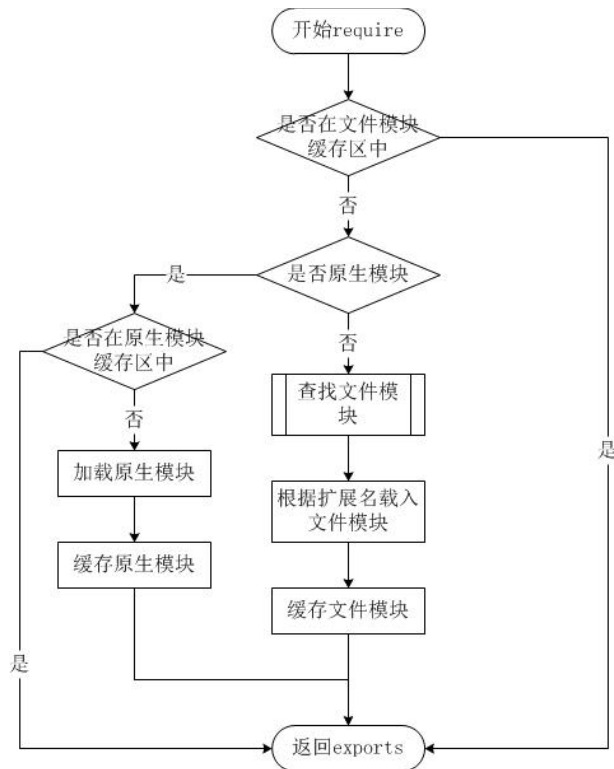 开始require
是否在文件模块
缓存区中
否
是否原生模块
是
是否在原生模块
缓存区中
否
查找文件模
块
否
加载原生模块
根据扩展名载入
文件模块
是
缓存原生模块
缓存文件模块
是
返回exports